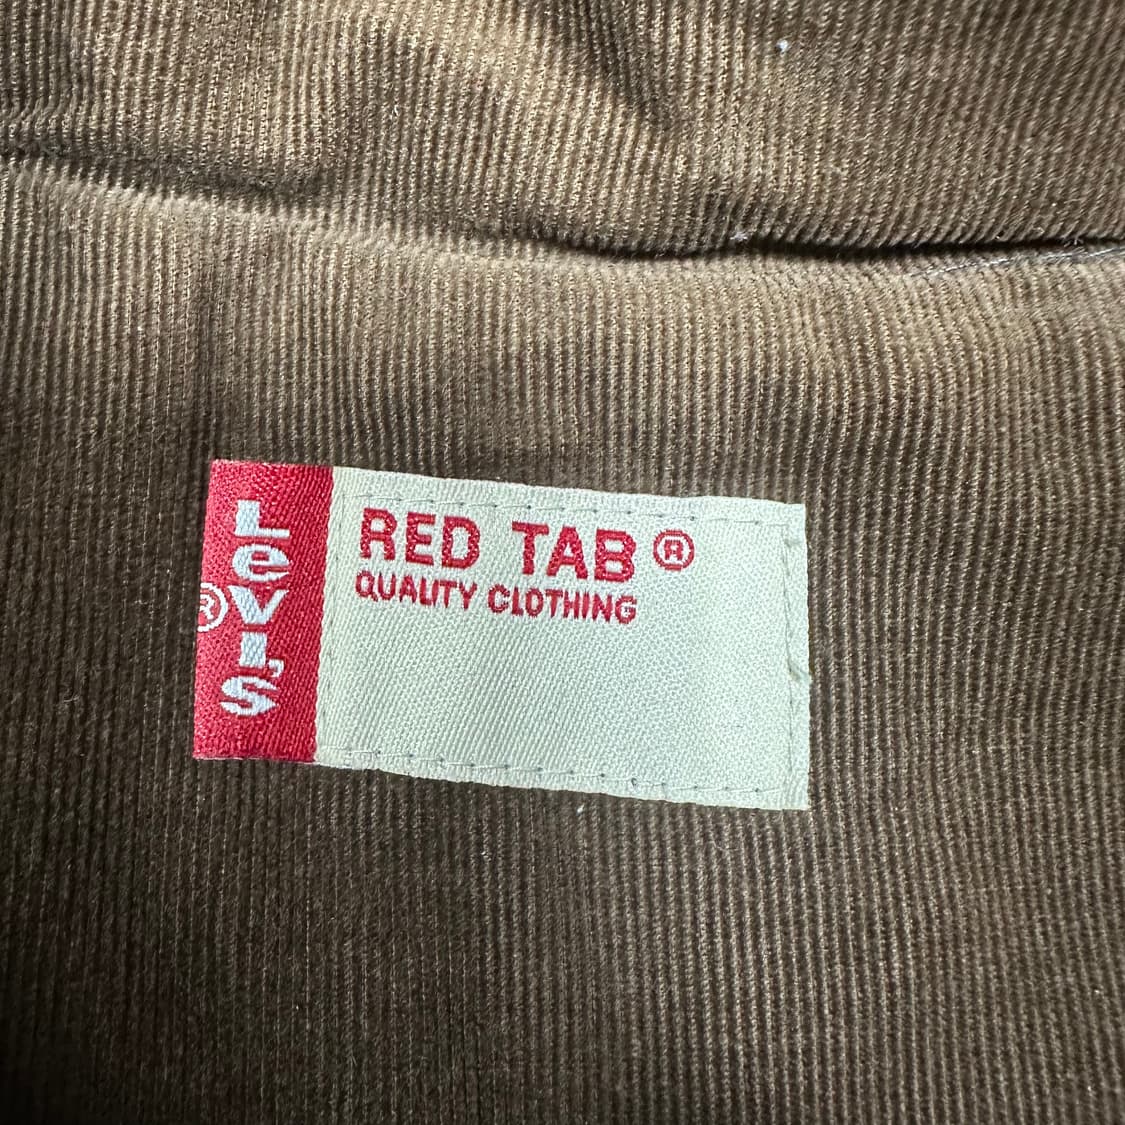 Levi's
®
RED TAB®
QUALITY CLOTHING